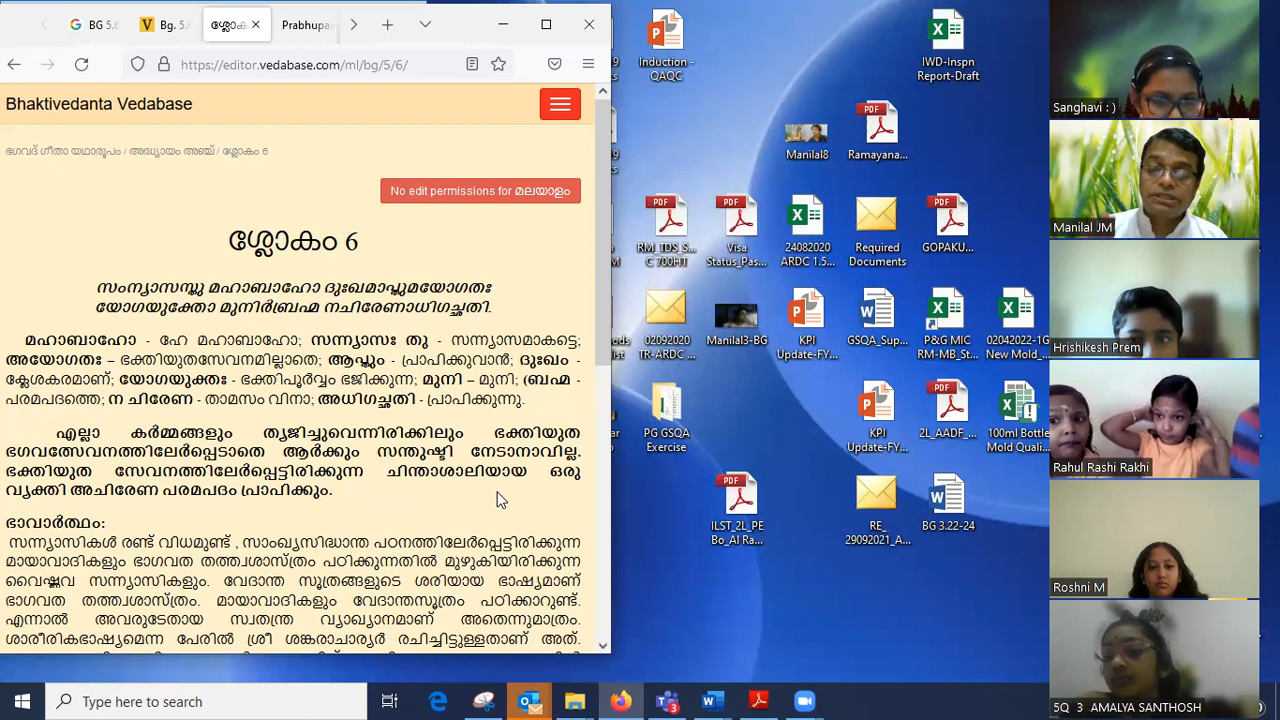 BG 5.6
Bg. 5.
ശ്ലോക
Prabhupa
https://editor.vedabase.com/ml/bg/5/6/
Bhaktivedanta Vedabase
ഭഗവദ് ഗീതാ യഥാരൂപം / അദ്ധ്യായം അഞ്ച് / ശ്ലോകം 6
No edit permissions for മലയാളം
ശ്ലോകം 6
സംന്യാസസ്തു മഹാബാഹോ ദുഃഖമാപ്തുമയോഗതഃ
യോഗയുക്തോ മുനിർബ്രഹ്മ നചിരേണാധിഗച്ഛതി.
മഹാബാഹോ - ഹേ മഹാബാഹോ; സന്ന്യാസഃ തു - സന്ന്യാസമാകട്ടെ;
അയോഗതഃ – ഭക്തിയുതസേവനമില്ലാതെ; ആപ്തും - പ്രാപിക്കുവാൻ; ദുഃഖം -
ക്ലേശകരമാണ്; യോഗയുക്തഃ - ഭക്തിപൂർവ്വം ഭജിക്കുന്ന; മുനി – മുനി; (ബ്രഹ്മ -
പരമപദത്തെ; ന ചിരേണ - താമസം വിനാ; അധിഗച്ഛതി - പ്രാപിക്കുന്നു.
എല്ലാ കർമ്മങ്ങളും ത്യജിച്ചുവെന്നിരിക്കിലും ഭക്തിയുത
ഭഗവത്സേവനത്തിലേർപ്പെടാതെ ആർക്കും സന്തുഷ്ടി നേടാനാവില്ല.
ഭക്തിയുത സേവനത്തിലേർപ്പെട്ടിരിക്കുന്ന ചിന്താശാലിയായ ഒരു
വ്യക്തി അചിരേണ പരമപദം പ്രാപിക്കും.
ഭാവാർത്ഥം:
സന്ന്യാസികൾ രണ്ട് വിധമുണ്ട് , സാംഖ്യസിദ്ധാന്ത പഠനത്തിലേർപ്പെട്ടിരിക്കുന്ന
മായാവാദികളും ഭാഗവത തത്ത്വശാസ്ത്രം പഠിക്കുന്നതിൽ മുഴുകിയിരിക്കുന്ന
വൈഷ്ണവ സന്ന്യാസികളും. വേദാന്ത സൂത്രങ്ങളുടെ ശരിയായ ഭാഷ്യമാണ്
ഭാഗവത തത്ത്വശാസ്ത്രം. മായാവാദികളും വേദാന്തസൂത്രം പഠിക്കാറുണ്ട്.
എന്നാൽ അവരുടേതായ സ്വതന്ത്ര വ്യാഖ്യാനമാണ് അതെന്നുമാത്രം.
ശാരീരികഭാഷ്യമെന്ന പേരിൽ ശ്രീ ശങ്കരാചാര്യർ രചിച്ചിട്ടുള്ളതാണ് അത്.
Induction -
QAQC
IWD-Inspn
Report-Draft
Manilal8
Ramayana...
RM_TDS_S...
C 700HT
Visa
Status_Pas...
24082020
ARDC 1.5...
Required
Documents
GOPAKU...
02092020
TR-ARDC ...
Manilal3-BG
KPI
Update-FY...
GSQA_Sup...
P&G MIC
RM-MB_St...
02042022-1G
New Mold_...
PG GSQA
Exercise
KPI
Update-FY...
2L_AADF_...
100ml Bottle
Mold Quali...
ILST_2L_PE
Bo_Al Ra...
RE_
29092021_A...
BG 3.22-24
Sanghavi : )
Manilal JM
Hrishikesh Prem
Rahul Rashi Rakhi
Roshni M
5Q 3 AMALYA SANTHOSH
Type here to search